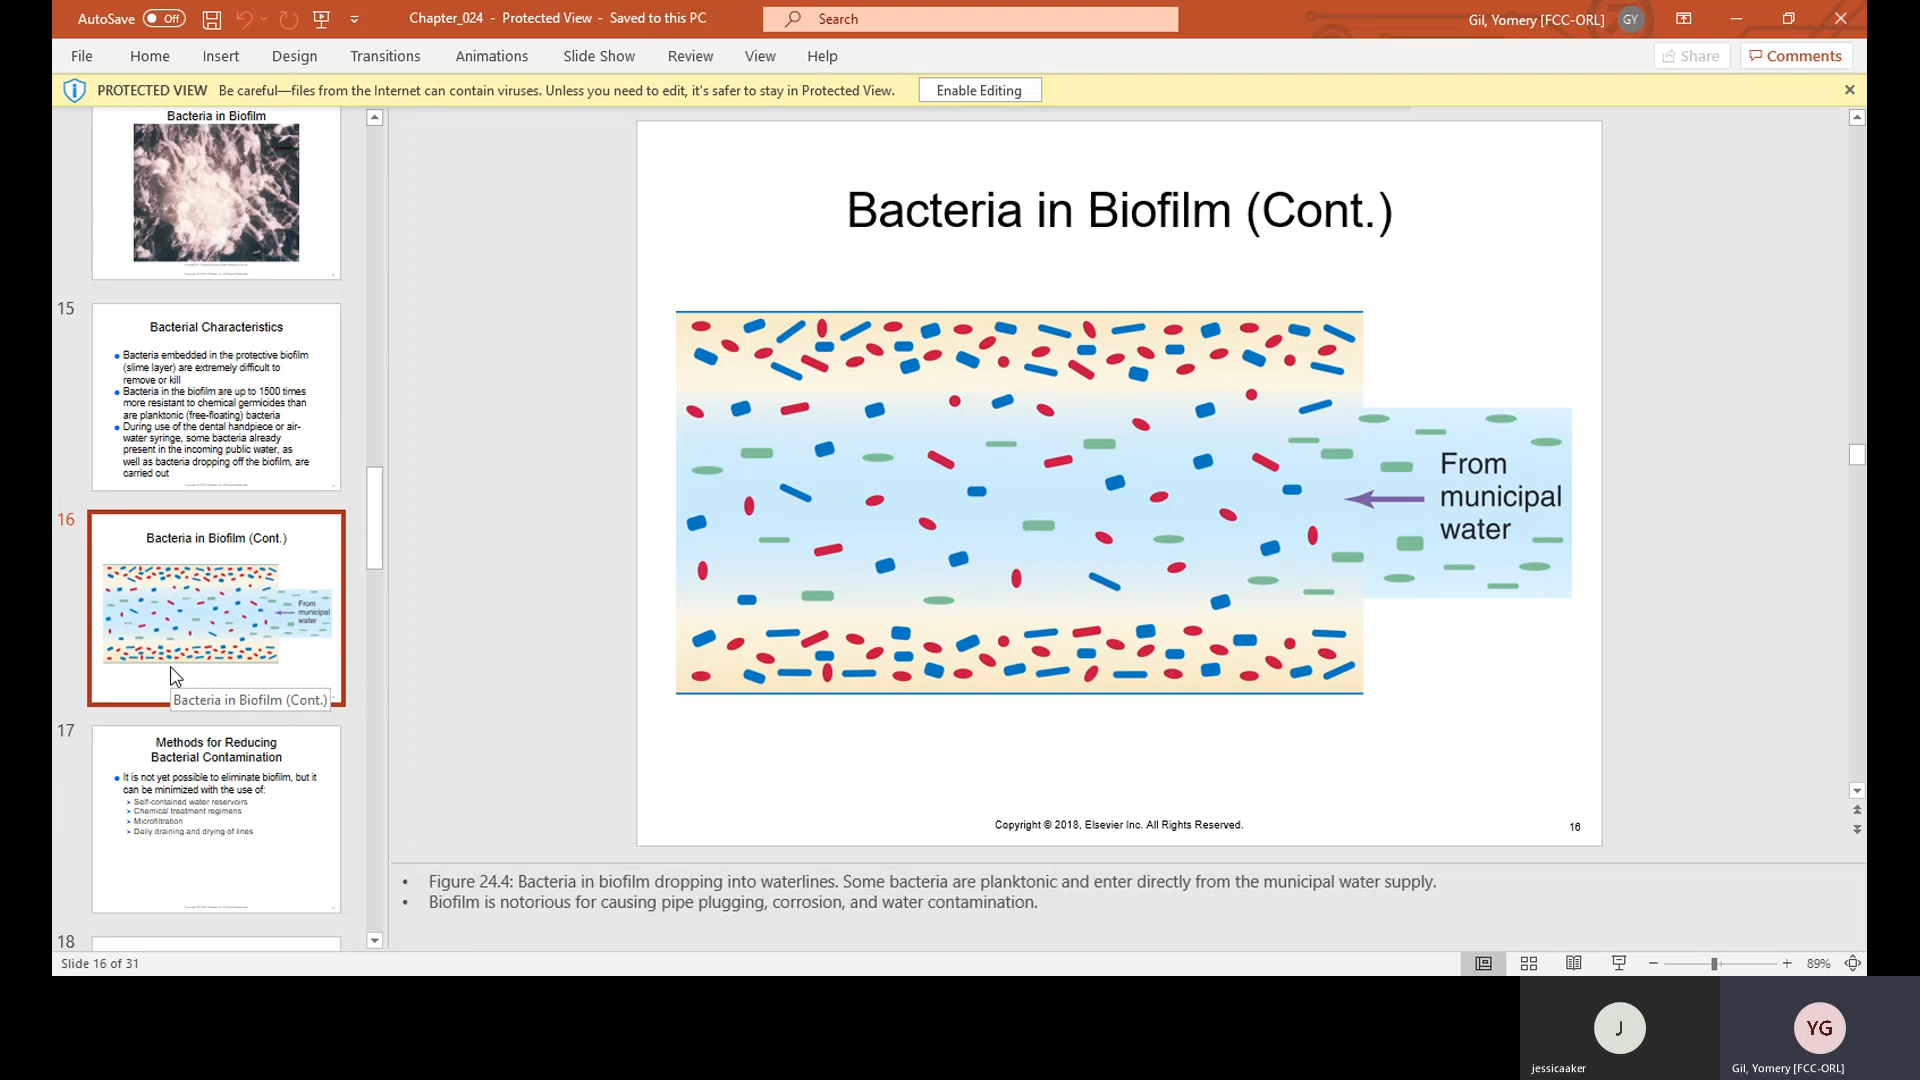 AutoSave Off
Chapter_024 - Protected View - Saved to this PC
Search
Gil, Yomery [FCC-ORL] GY
File Home Insert Design Transitions Animations Slide Show Review View Help
Share Comments
PROTECTED VIEW Be careful—files from the Internet can contain viruses. Unless you need to edit, it's safer to stay in Protected View. Enable Editing
Bacteria in Biofilm
15
Bacterial Characteristics
Bacteria embedded in the protective biofilm
(slime layer) are extremely difficult to
remove or kill
Bacteria in the biofilm are up to 1500 times
more resistant to chemical germicides than
are planktonic (free-floating) bacteria
During use of the dental handpiece or air-
water syringe, some bacteria already
present in the incoming public water, as
well as bacteria dropping off the biofilm, are
carried out
16
Bacteria in Biofilm (Cont.)
From
municipal
water
Bacteria in Biofilm (Cont.)
17
Methods for Reducing
Bacterial Contamination
It is not yet possible to eliminate biofilm, but it
can be minimized with the use of:
Self-contained water reservoirs
Chemical treatment regimens
Microfiltration
Daily draining and drying of lines
18
Bacteria in Biofilm (Cont.)
From
municipal
water
Copyright © 2018, Elsevier Inc. All Rights Reserved.
16
• Figure 24.4: Bacteria in biofilm dropping into waterlines. Some bacteria are planktonic and enter directly from the municipal water supply.
• Biofilm is notorious for causing pipe plugging, corrosion, and water contamination.
Slide 16 of 31
89%
J
jessicaaker
YG
Gil, Yomery [FCC-ORL]